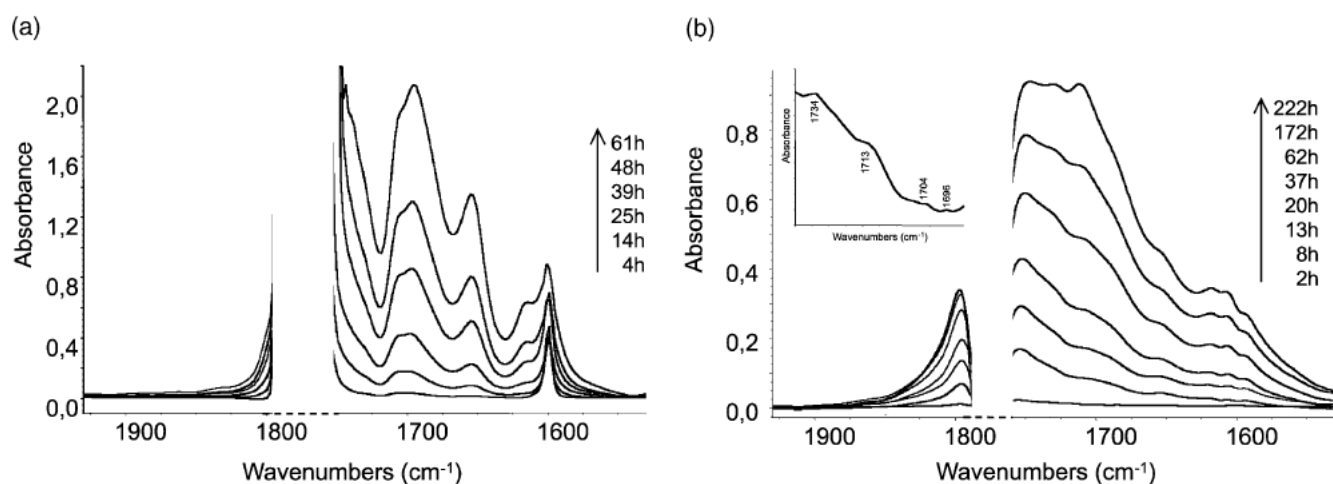 (a)
2,0
1,6
1,2
0,8
0,4
0,0
Absorbance
61h
48h
39h
25h
14h
4h
1900 1800 1700 1600
Wavenumbers (cm-1)
(b)
0,8
0,6
0,4
0,2
0,0
Absorbance
Absorbance
1734
1713
1704
1696
Wavenumbers (cm-1)
222h
172h
62h
37h
20h
13h
8h
2h
1900 1800 1700 1600
Wavenumbers (cm-1)